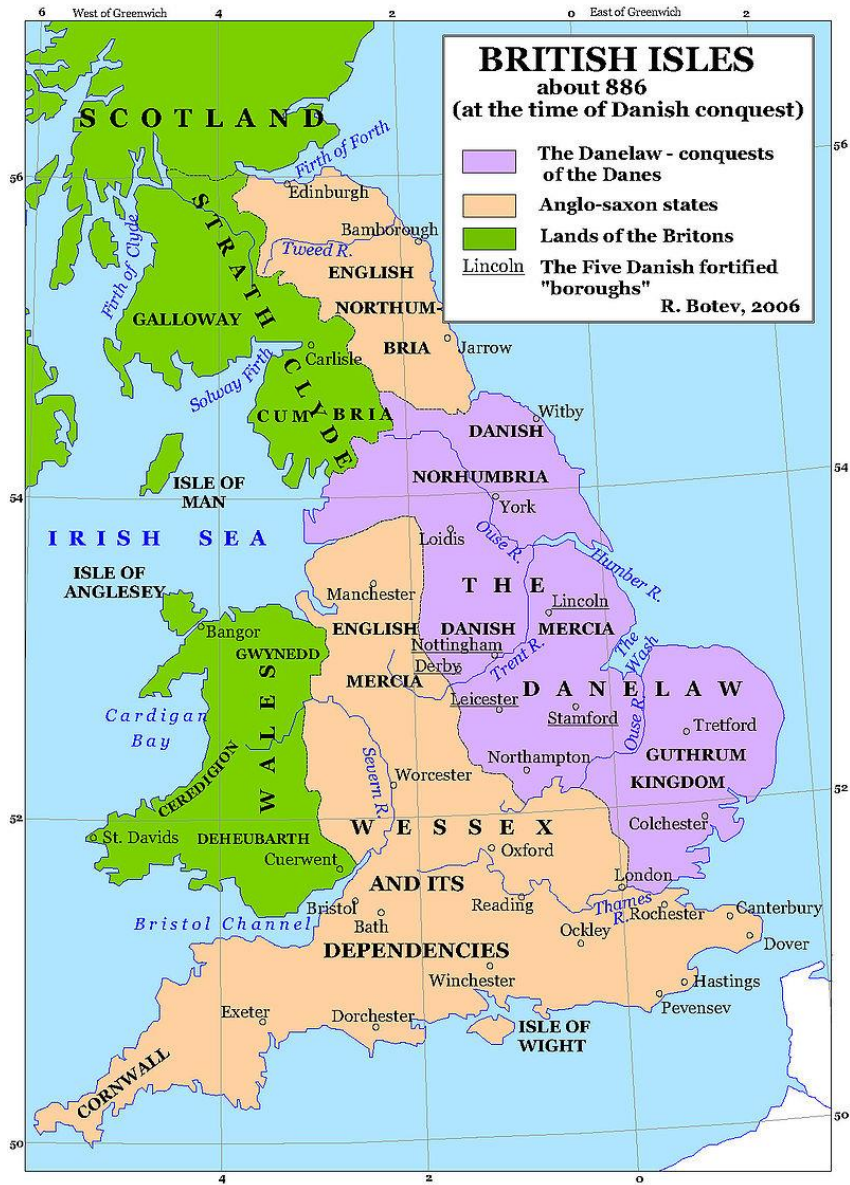 6 West of Greenwich 4 2 0 East of Greenwich 2
BRITISH ISLES
about 886
(at the time of Danish conquest)
The Danelaw - conquests
of the Danes
Anglo-saxon states
Lands of the Britons
Lincoln The Five Danish fortified
"boroughs"
R. Botev, 2006
SCOTLAND
56
56
Firth of Forth
Edinburgh
STRATH
CLYDE
Bamborough
Tweed R.
Firth of Clyde
ENGLISH
NORTHUM-
BRIA
GALLOWAY
Jarrow
Carlisle
Solway Firth
CUMBRIA
Witby
DANISH
NORHUMBRIA
54
54
ISLE OF
MAN
York
IRISH SEA
Loidis
Ouse R.
Humber R.
ISLE OF
ANGLESEY
THE
Manchester
Lincoln
Bangor
ENGLISH
MERCIA
DANISH
MERCIA
GWYNEDD
Nottingham
Derby
Trent R.
The
Wash
WALES
Leicester
DANELAW
Stamford
Ouse R.
Tretford
Cardigan
Bay
GUTHRUM
KINGDOM
Northampton
CEREDIGION
Severn R.
Worcester
52
52
St. Davids
DEHEUBARTH
Cuerwent
WESSEX
Colchester
Oxford
AND ITS
London
Bristol
Reading
Thames
R.
Rochester
Canterbury
Bristol Channel
Bath
Ockley
Dover
DEPENDENCIES
Winchester
Hastings
Pevensev
Exeter
Dorchester
ISLE OF
WIGHT
CORNWALL
50
50
4 2 0